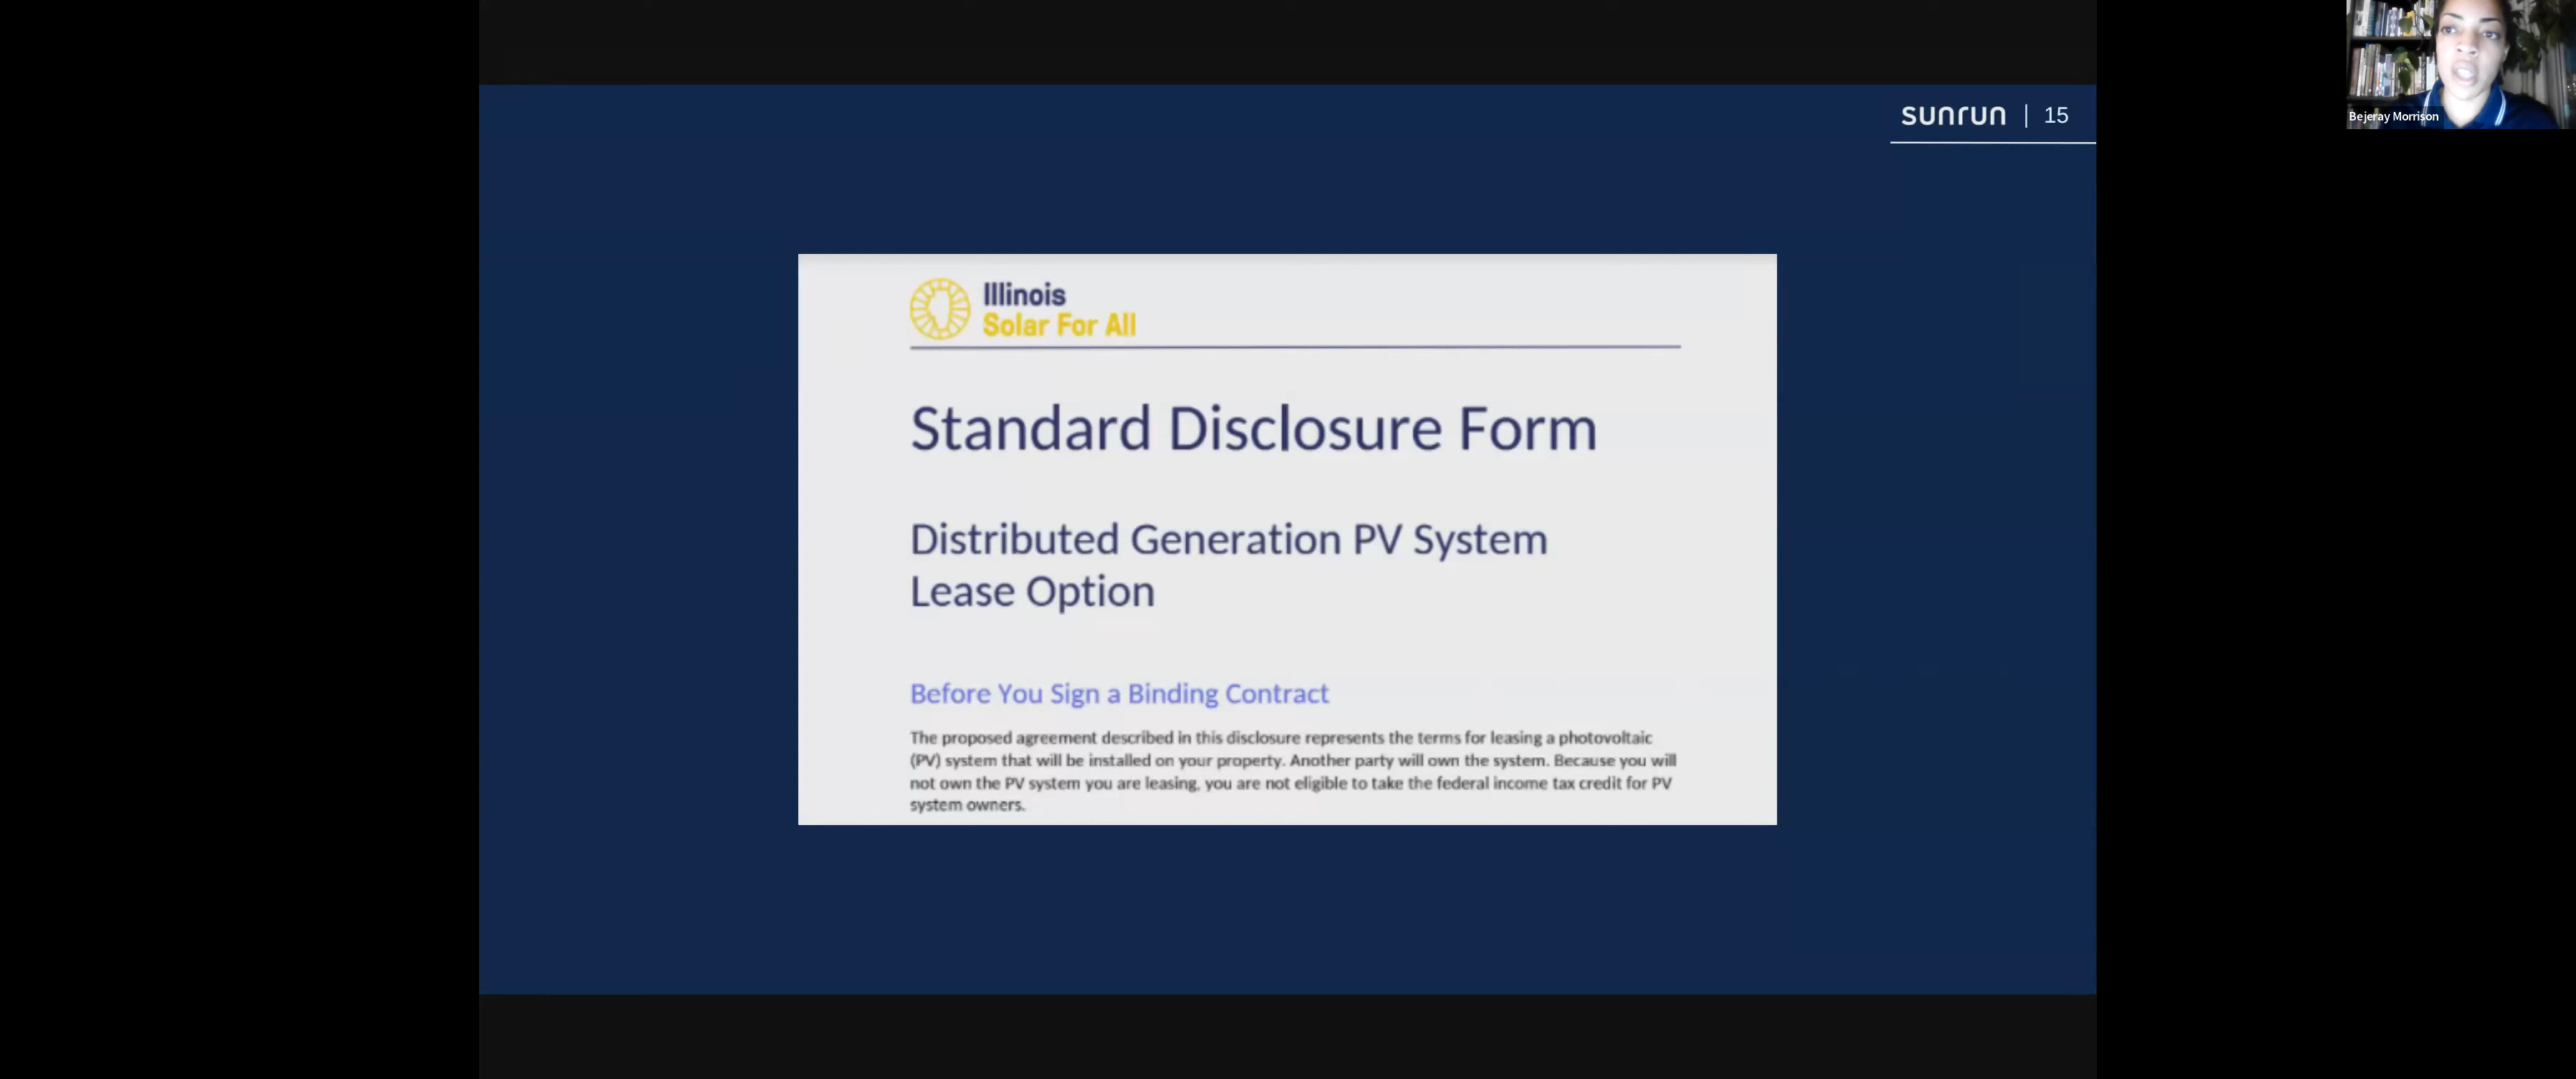 sunrun | 15
Bejeray Morrison
Illinois
Solar For All
Standard Disclosure Form
Distributed Generation PV System
Lease Option
Before You Sign a Binding Contract
The proposed agreement described in this disclosure represents the terms for leasing a photovoltaic
(PV) system that will be installed on your property. Another party will own the system. Because you will
not own the PV system you are leasing, you are not eligible to take the federal income tax credit for PV
system owners.